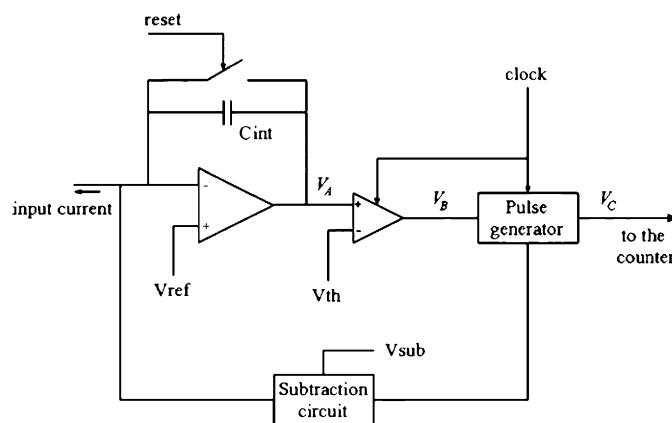 reset
clock
Cint
-
+
V_A
+
-
V_B
Pulse
generator
V_C
input current
to the
counter
Vref
Vth
Vsub
Subtraction
circuit